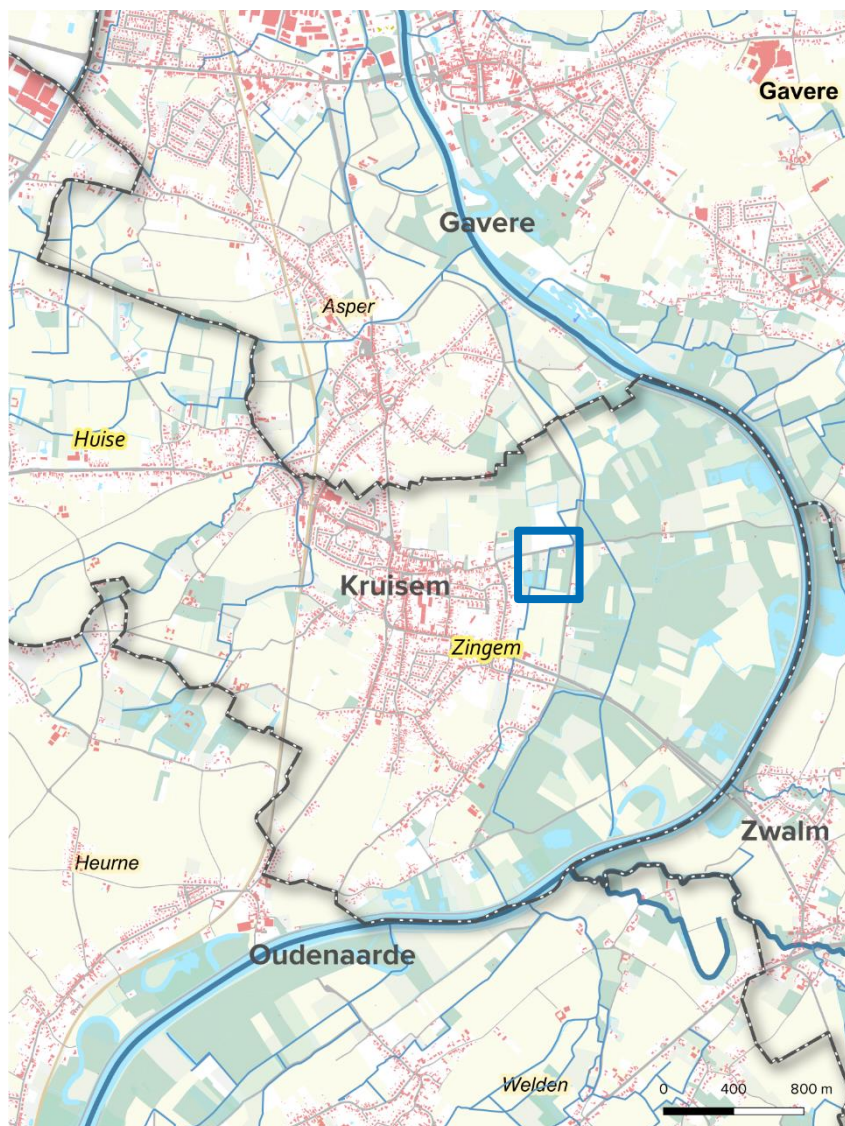 Gavere
Gavere
Asper
Huise
Kruisem
Zingem
Zwalm
Heurne
Oudenaarde
Welden
0 400 800 m